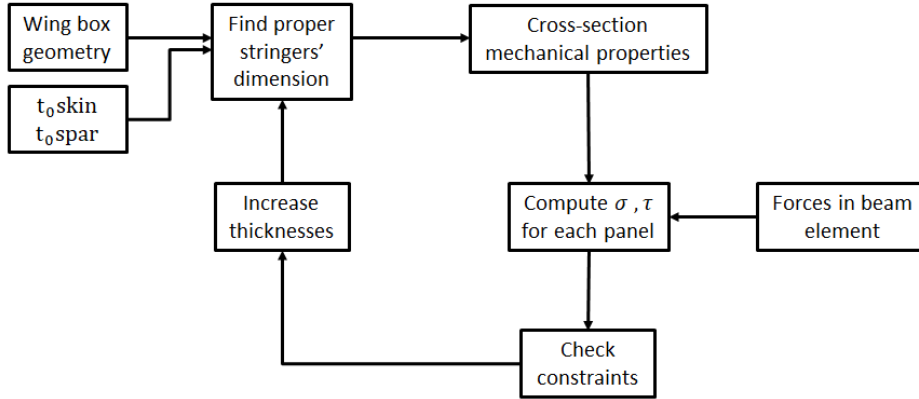 Wing box
geometry
t₀skin
t₀spar
Find proper
stringers’
dimension
Cross-section
mechanical properties
Increase
thicknesses
Compute σ , τ
for each panel
Forces in beam
element
Check
constraints